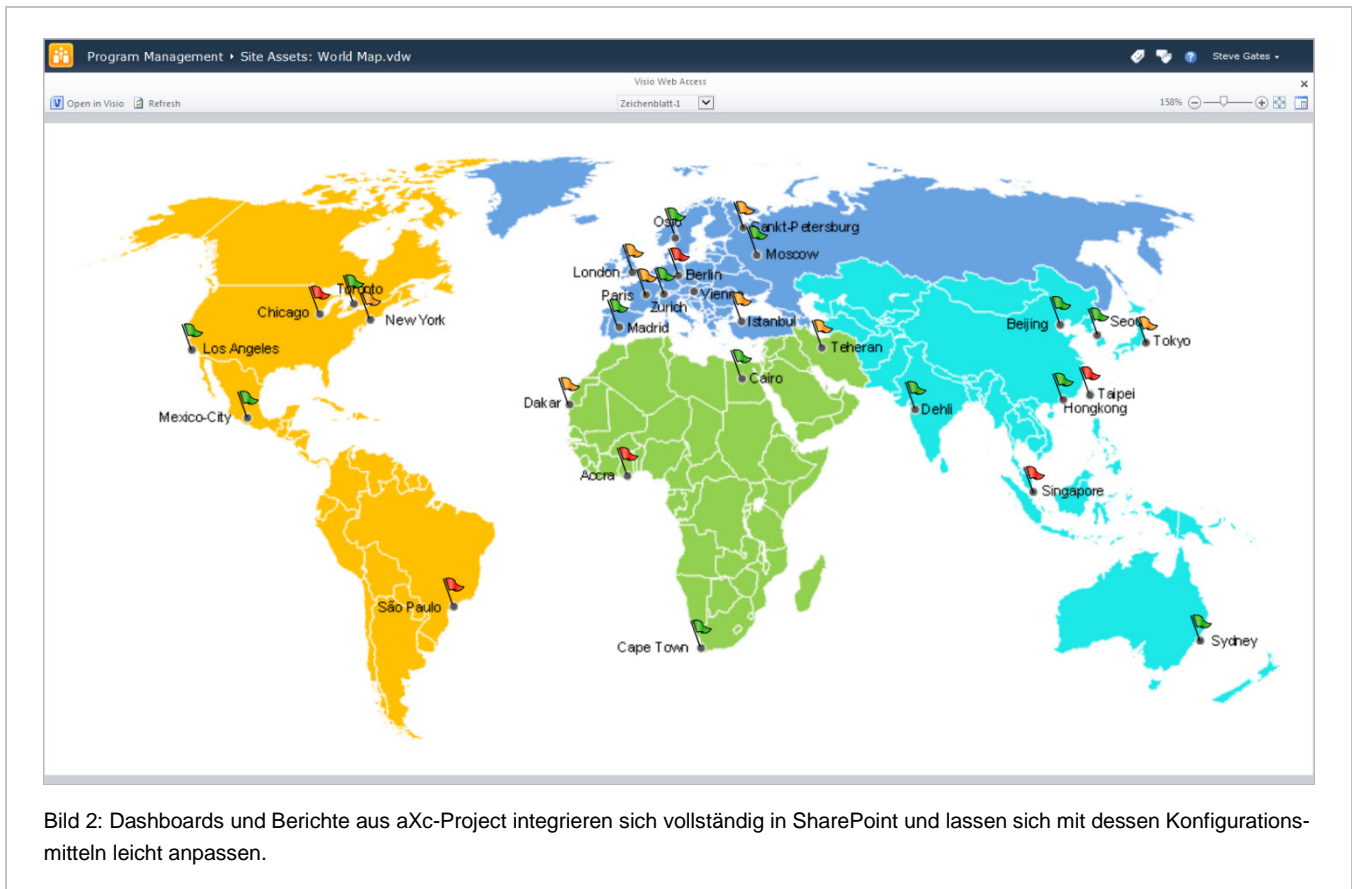 Program Management ▸ Site Assets: World Map.vdw
Steve Gates
Visio Web Access
Open in Visio Refresh
Zeichenblatt-1
158%
Oslo
Sankt-Petersburg
Moscow
London
Berlin
Paris
Zurich
Vienna
Toronto
Chicago
New York
Madrid
Istanbul
Beijing
Seoul
Tokyo
Los Angeles
Teheran
Cairo
Taipei
Dakar
Dehli
Hongkong
Mexico-City
Accra
Singapore
São Paulo
Cape Town
Sydney
Bild 2: Dashboards und Berichte aus aXc-Project integrieren sich vollständig in SharePoint und lassen sich mit dessen Konfigurations-
mitteln leicht anpassen.